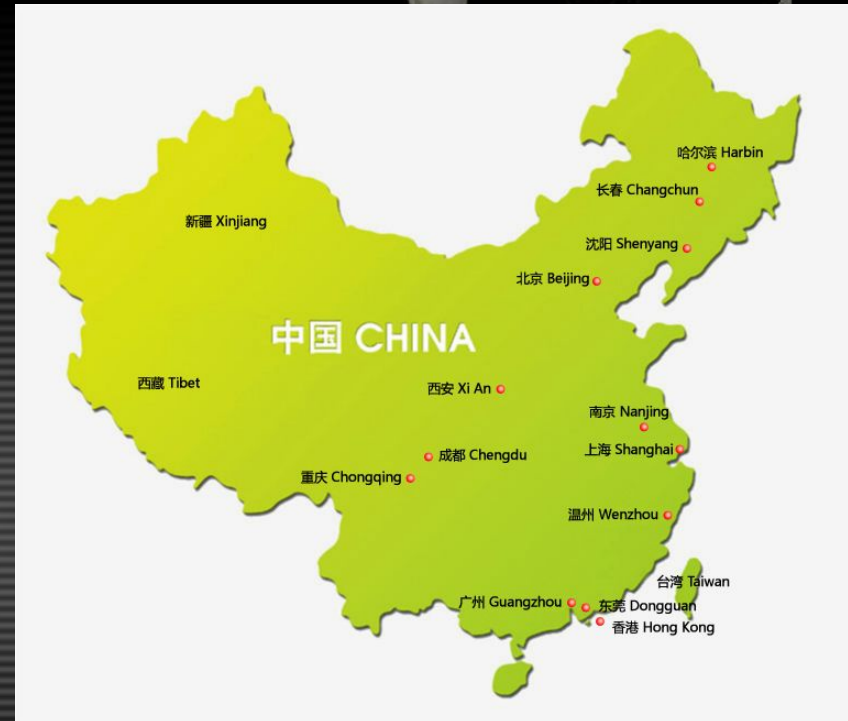 哈尔滨 Harbin
长春 Changchun
新疆 Xinjiang
沈阳 Shenyang
北京 Beijing
中国 CHINA
西藏 Tibet
西安 Xi An
南京 Nanjing
上海 Shanghai
成都 Chengdu
重庆 Chongqing
温州 Wenzhou
台湾 Taiwan
广州 Guangzhou
东莞 Dongguan
香港 Hong Kong